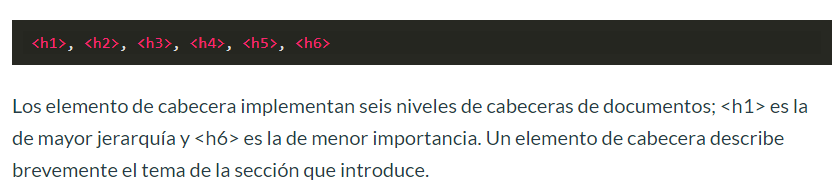 <h1>, <h2>, <h3>, <h4>, <h5>, <h6>
Los elemento de cabecera implementan seis niveles de cabeceras de documentos; <h1> es la
de mayor jerarquía y <h6> es la de menor importancia. Un elemento de cabecera describe
brevemente el tema de la sección que introduce.